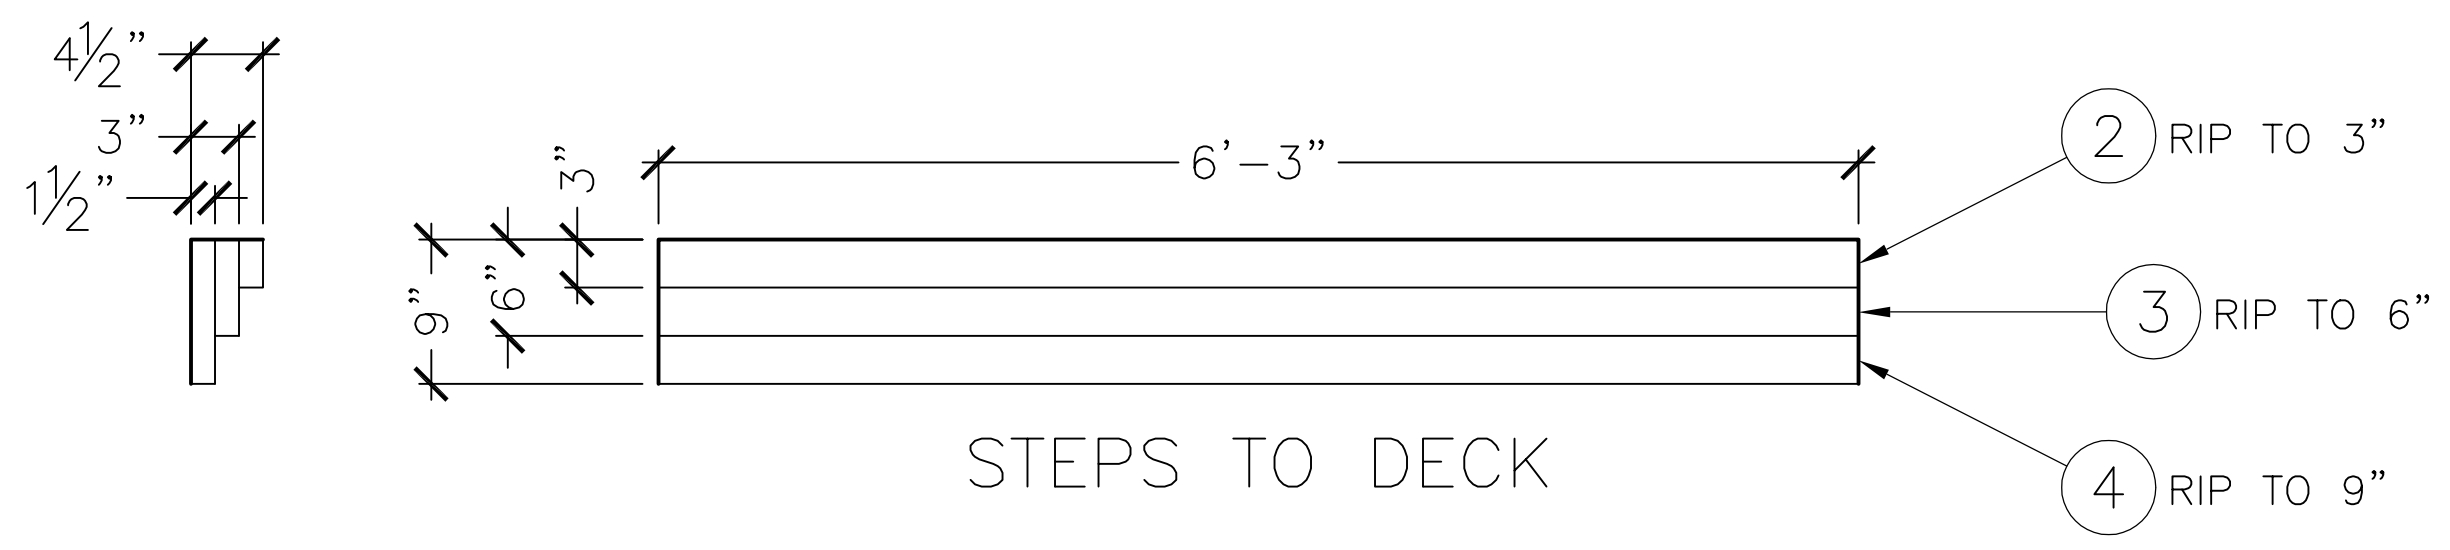 4½”
3”
1½”
3”
6”
9”
6’–3”
2 RIP TO 3”
3 RIP TO 6”
4 RIP TO 9”
STEPS TO DECK